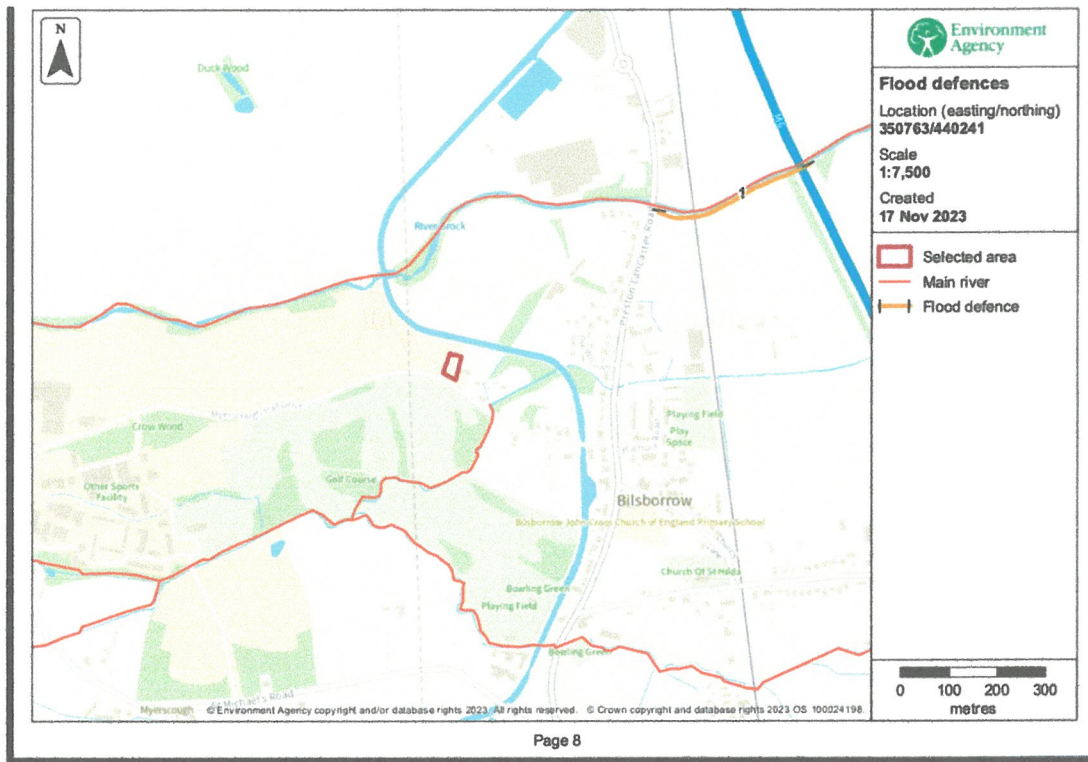 N
Duck Wood
M6
1
River Brock
Preston Lancaster Road
Crow Wood
Playing Field
Play
Space
Other Sports
Facility
Golf Course
Bilsborrow
Bilsborrow John Cross Church of England Primary School
Church Of St Hilda
Bowling Green
Playing Field
Bowling Green
St Michael's Road
Myerscough
© Environment Agency copyright and/or database rights 2023. All rights reserved. © Crown copyright and database rights 2023 OS 100024198.
Environment
Agency
Flood defences
Location (easting/northing)
350763/440241
Scale
1:7,500
Created
17 Nov 2023
Selected area
Main river
Flood defence
0 100 200 300
metres
Page 8